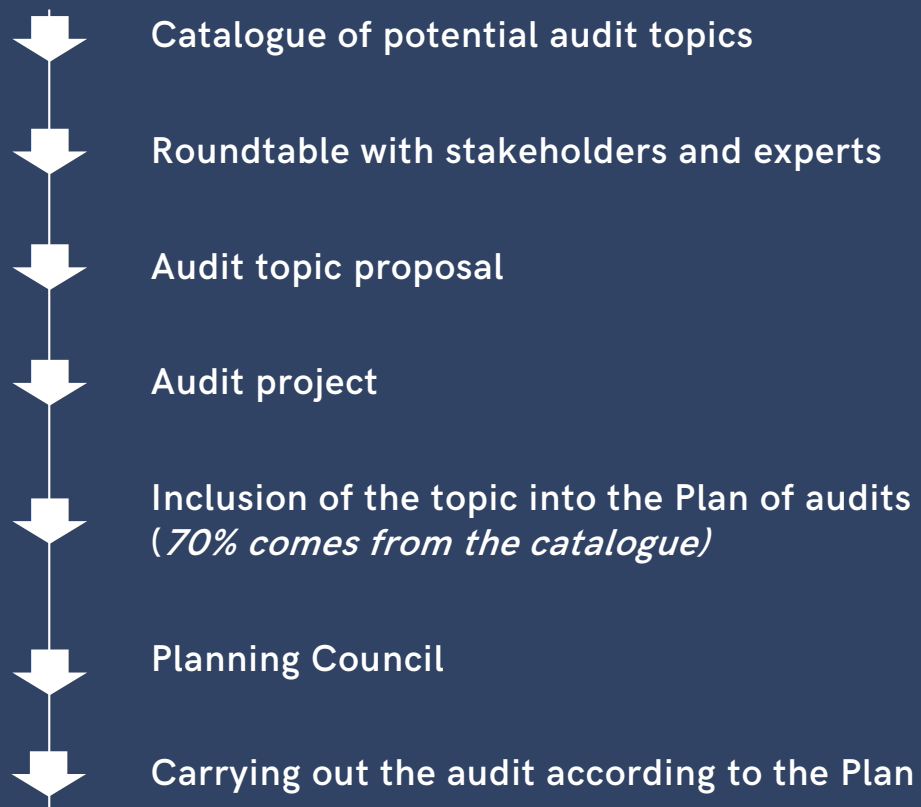 Catalogue of potential audit topics
Roundtable with stakeholders and experts
Audit topic proposal
Audit project
Inclusion of the topic into the Plan of audits
(70% comes from the catalogue)
Planning Council
Carrying out the audit according to the Plan